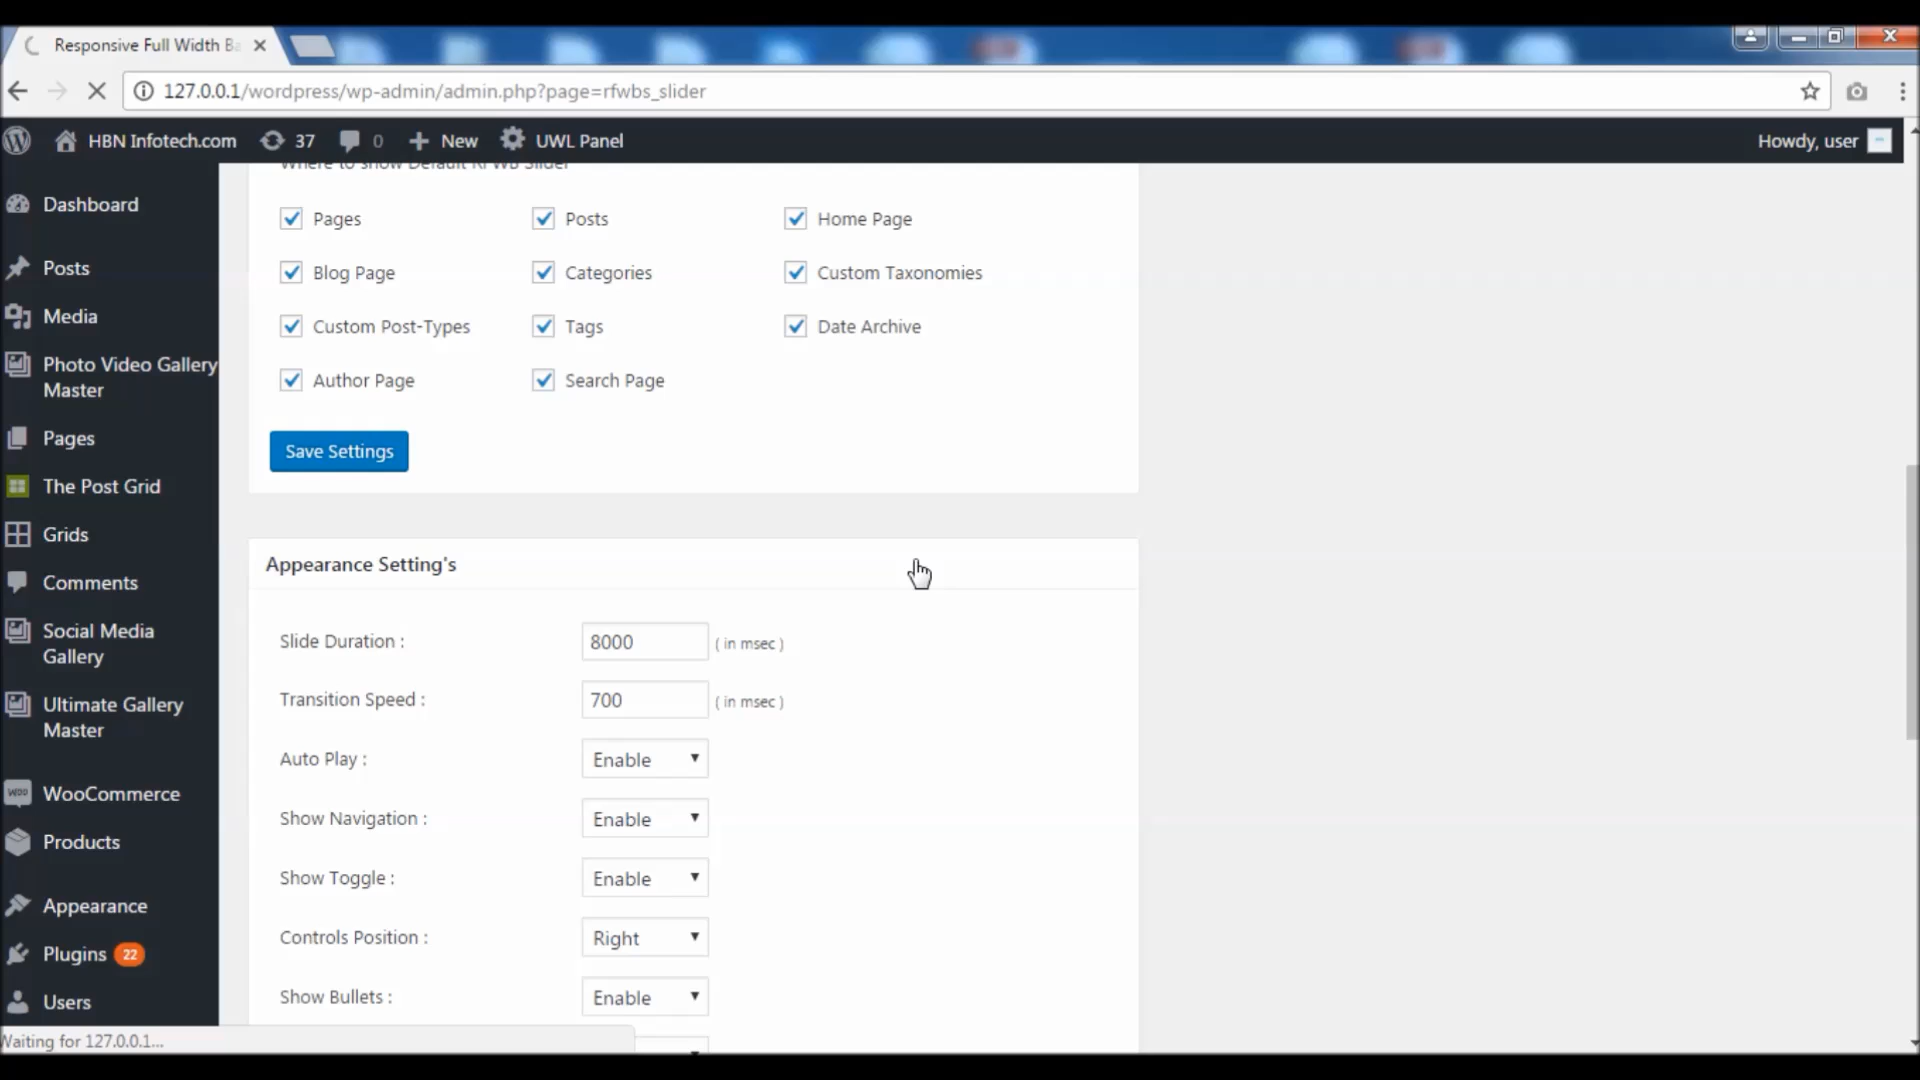 Responsive Full Width Ba
127.0.0.1/wordpress/wp-admin/admin.php?page=rfwbs_slider
HBN Infotech.com 37 0 New UWL Panel Howdy, user
Where to show Default RFWB Slider
Dashboard
Posts
Media
Photo Video Gallery
Master
Pages
The Post Grid
Grids
Comments
Social Media
Gallery
Ultimate Gallery
Master
WooCommerce
Products
Appearance
Plugins 22
Users
Pages Posts Home Page
Blog Page Categories Custom Taxonomies
Custom Post-Types Tags Date Archive
Author Page Search Page
Save Settings
Appearance Setting's
Slide Duration : 8000 ( in msec )
Transition Speed : 700 ( in msec )
Auto Play : Enable
Show Navigation : Enable
Show Toggle : Enable
Controls Position : Right
Show Bullets : Enable
Waiting for 127.0.0.1...